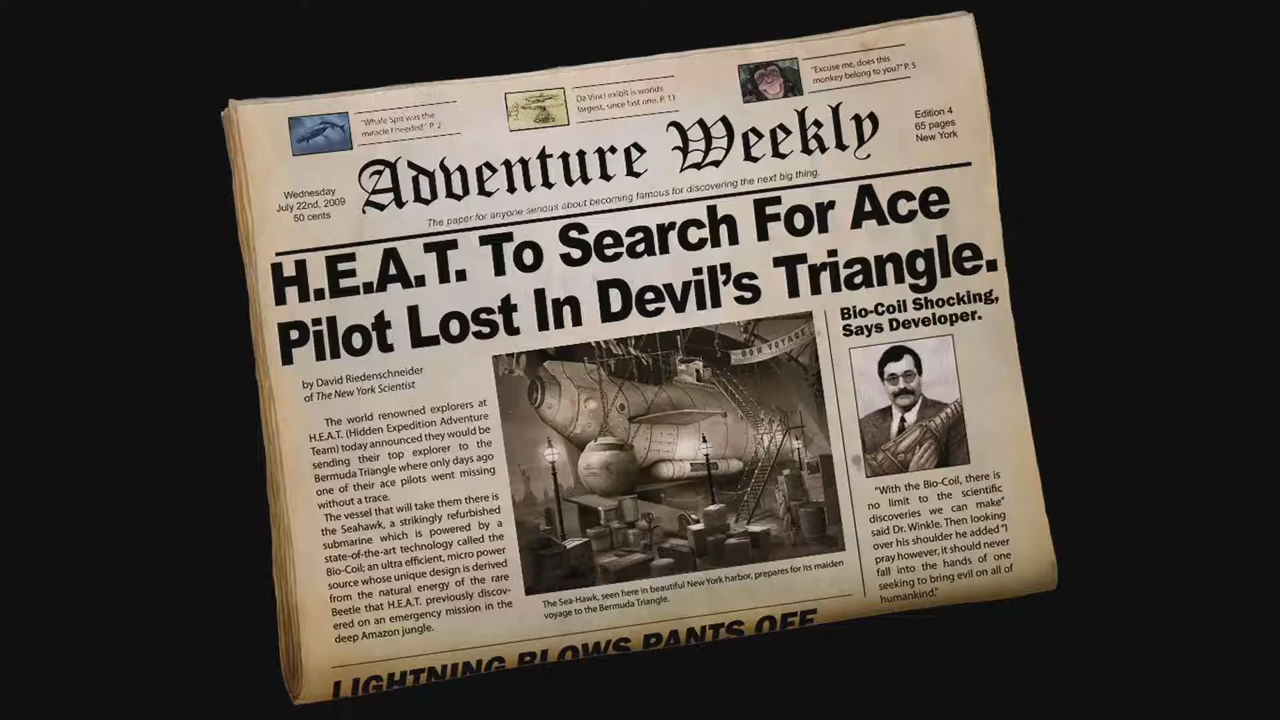 "Whale Spit was the
miracle I needed" P. 2
Da Vinci exibit is worlds
largest, since last one. P. 11
"Excuse me, does this
monkey belong to you?" P. 5
Wednesday
July 22nd, 2009
50 cents
Adventure Weekly
Edition 4
65 pages
New York
The paper for anyone serious about becoming famous for discovering the next big thing.
H.E.A.T. To Search For Ace
Pilot Lost In Devil's Triangle.
by David Riedenschneider
of The New York Scientist
The world renowned explorers at
H.E.A.T. (Hidden Expedition Adventure
Team) today announced they would be
sending their top explorer to the
Bermuda Triangle where only days ago
one of their ace pilots went missing
without a trace.
The vessel that will take them there is
the Seahawk, a strikingly refurbished
submarine which is powered by a
state-of-the-art technology called the
Bio-Coil; an ultra efficient, micro power
source whose unique design is derived
from the natural energy of the rare
Beetle that H.E.A.T. previously discov-
ered on an emergency mission in the
deep Amazon jungle.
BON VOYAGE
The Sea-Hawk, seen here in beautiful New York harbor, prepares for its maiden
voyage to the Bermuda Triangle.
Bio-Coil Shocking,
Says Developer.
"With the Bio-Coil, there is
no limit to the scientific
discoveries we can make"
said Dr. Winkle. Then looking
over his shoulder he added "I
pray however, it should never
fall into the hands of one
seeking to bring evil on all of
humankind."
LIGHTNING BLOWS PANTS OFF